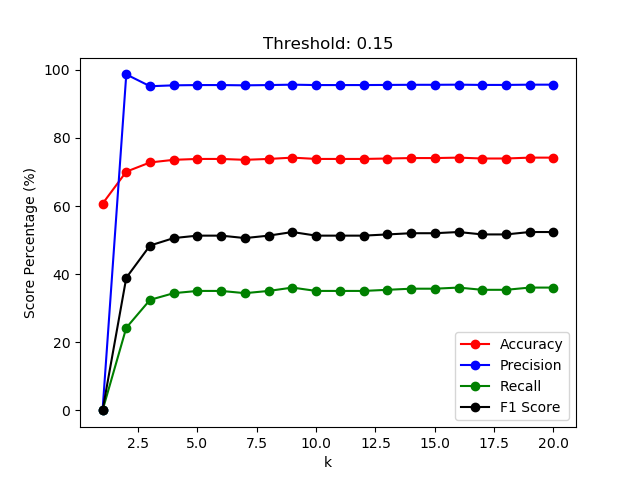 Threshold: 0.15
Score Percentage (%)
100
80
60
40
20
0
2.5 5.0 7.5 10.0 12.5 15.0 17.5 20.0
k
Accuracy
Precision
Recall
F1 Score